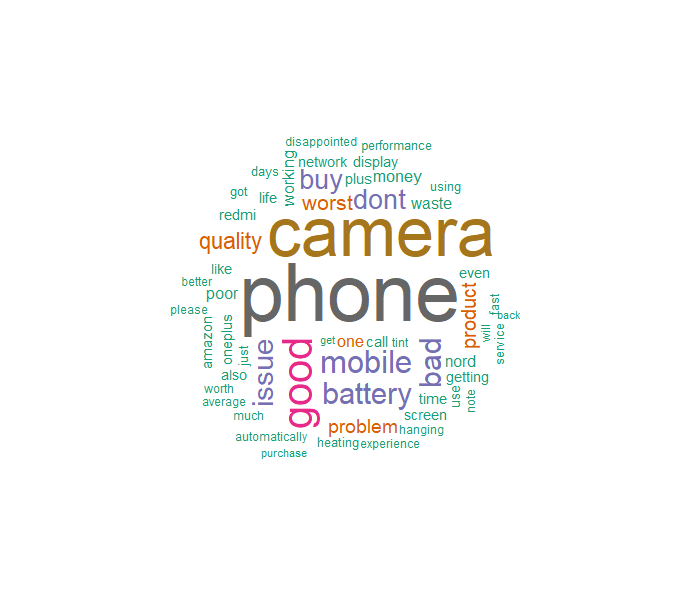 disappointed
performance
network display
working
days
buy
plus
money
using
got
life
worst
dont
waste
redmi
quality
camera
like
even
better
poor
phone
product
fast
please
back
will
service
amazon
oneplus
just
issue
good
get
one
call
tint
bad
mobile
nord
also
getting
worth
battery
use
note
average
time
much
screen
problem
hanging
automatically
heating
experience
purchase